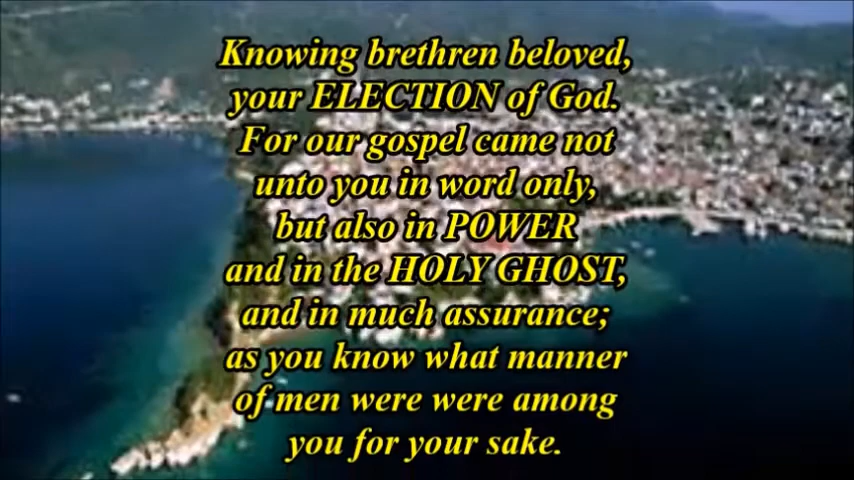 Knowing brethren beloved,
your ELECTION of God.
For our gospel came not
unto you in word only,
but also in POWER
and in the HOLY GHOST,
and in much assurance;
as you know what manner
of men were were among
you for your sake.